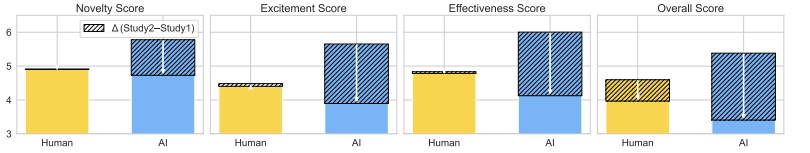 Novelty Score
Excitement Score
Effectiveness Score
Overall Score
Δ (Study2−Study1)
6
5
4
3
Human
AI
Human
AI
Human
AI
Human
AI